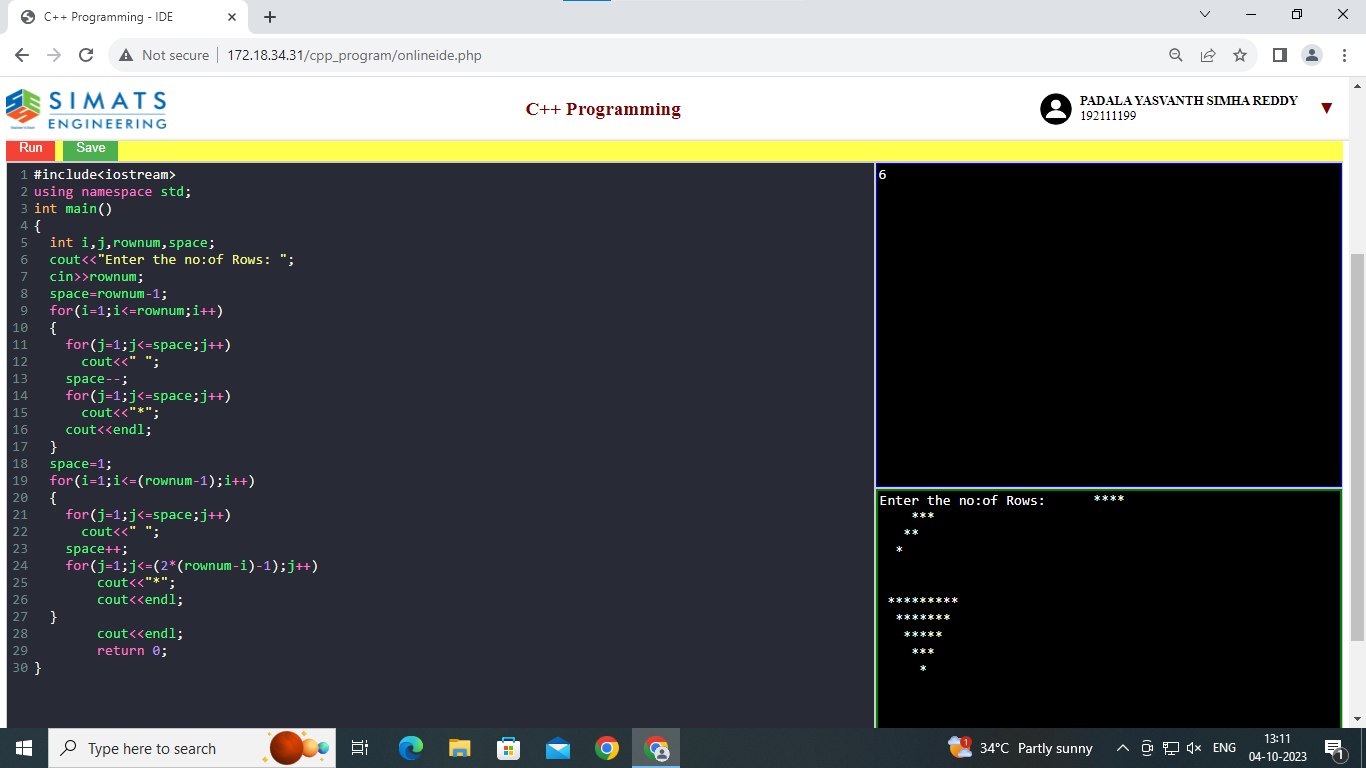 C++ Programming - IDE
Not secure
172.18.34.31/cpp_program/onlineide.php
SIMATS
ENGINEERING
C++ Programming
PADALA YASVANTH SIMHA REDDY
192111199
Run
Save
1 #include<iostream>
2 using namespace std;
3 int main()
4 {
5   int i,j,rownum,space;
6   cout<<"Enter the no:of Rows: ";
7   cin>>rownum;
8   space=rownum-1;
9   for(i=1;i<=rownum;i++)
10   {
11     for(j=1;j<=space;j++)
12       cout<<" ";
13     space--;
14     for(j=1;j<=space;j++)
15       cout<<"*";
16     cout<<endl;
17   }
18   space=1;
19   for(i=1;i<=(rownum-1);i++)
20   {
21     for(j=1;j<=space;j++)
22       cout<<" ";
23     space++;
24     for(j=1;j<=(2*(rownum-i)-1);j++)
25         cout<<"*";
26         cout<<endl;
27   }
28         cout<<endl;
29         return 0;
30 }
6
Enter the no:of Rows:      ****
    ***
   **
  *
 *********
  *******
   *****
    ***
     *
Type here to search
1
34°C Partly sunny
ENG
13:11
04-10-2023
1